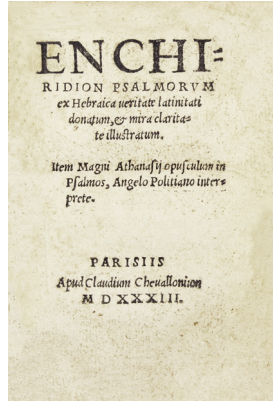 ENCHI=
RIDION PSALMORVM
ex Hebraica ueritate latinitati
donatum,& mira clarita=
te illuſtratum.
Item Magni Athanaſij opuſculum in
Pſalmos, Angelo Politiano inter=
prete.
PARISIIS
Apud Claudium Cheuallonium
M D XXXIII.